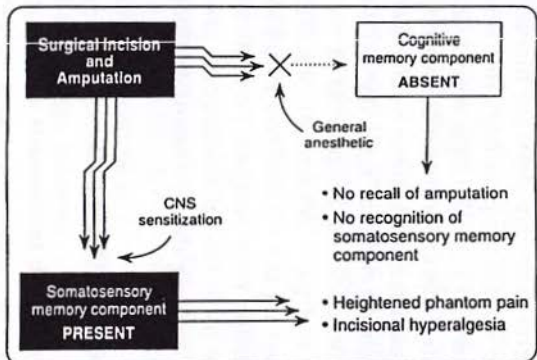 Surgical Incision
and
Amputation
Cognitive
memory component
ABSENT
General
anesthetic
• No recall of amputation
• No recognition of
somatosensory memory
component
CNS
sensitization
Somatosensory
memory component
PRESENT
• Heightened phantom pain
• Incisional hyperalgesia